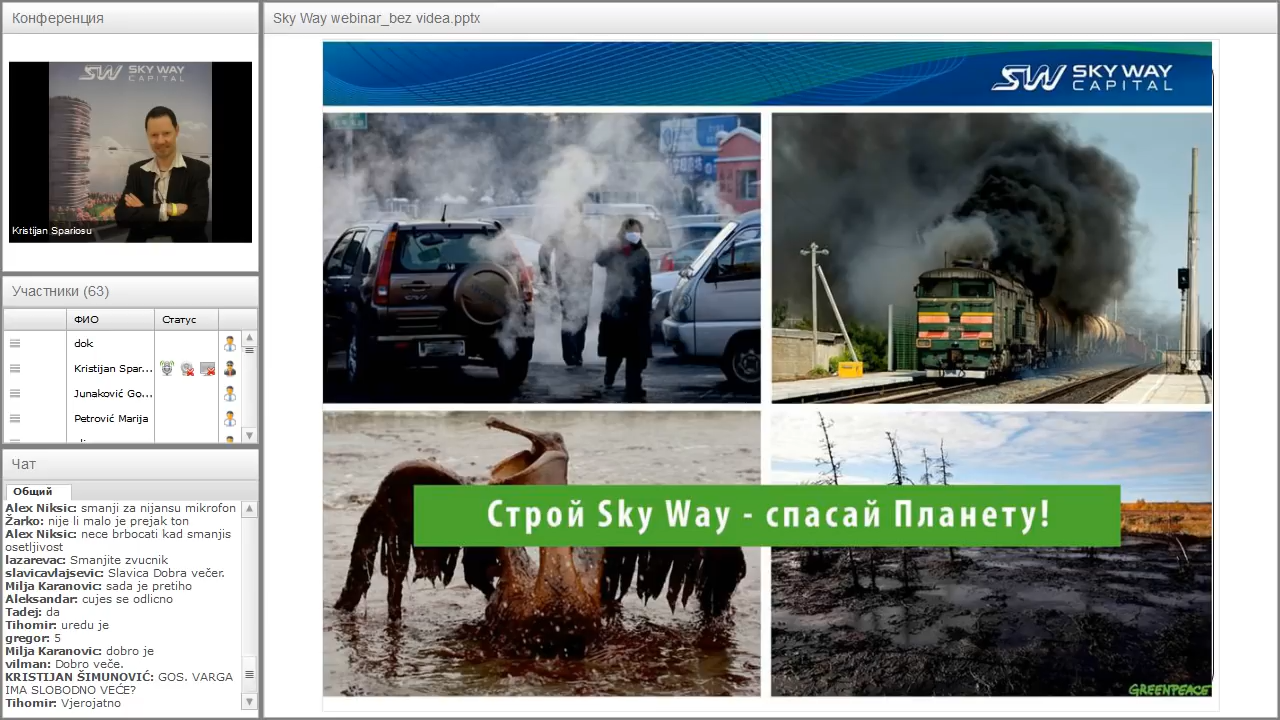 Конференция
SKY WAY
CAPITAL
Kristijan Spariosu
Участники (63)
ФИО
Статус
dok
Kristijan Spar...
Junaković Go...
Petrović Marija
Чат
Общий
Alex Niksic: smanji za nijansu mikrofon
Žarko: nije li malo je prejak ton
Alex Niksic: nece brbocati kad smanjis
osetljivost
lazarevac: Smanjite zvucnik
slavicavlajsevic: Slavica Dobra večer.
Milja Karanovic: sada je pretiho
Aleksandar: cujes se odlicno
Tadej: da
Tihomir: uredu je
gregor: 5
Milja Karanovic: dobro je
vilman: Dobro veče.
KRISTIJAN ŠIMUNOVIĆ: GOS. VARGA
IMA SLOBODNO VEĆE?
Tihomir: Vjerojatno
Sky Way webinar_bez videa.pptx
SW SKY WAY
CAPITAL
Строй Sky Way - спасай Планету!
GREENPEACE